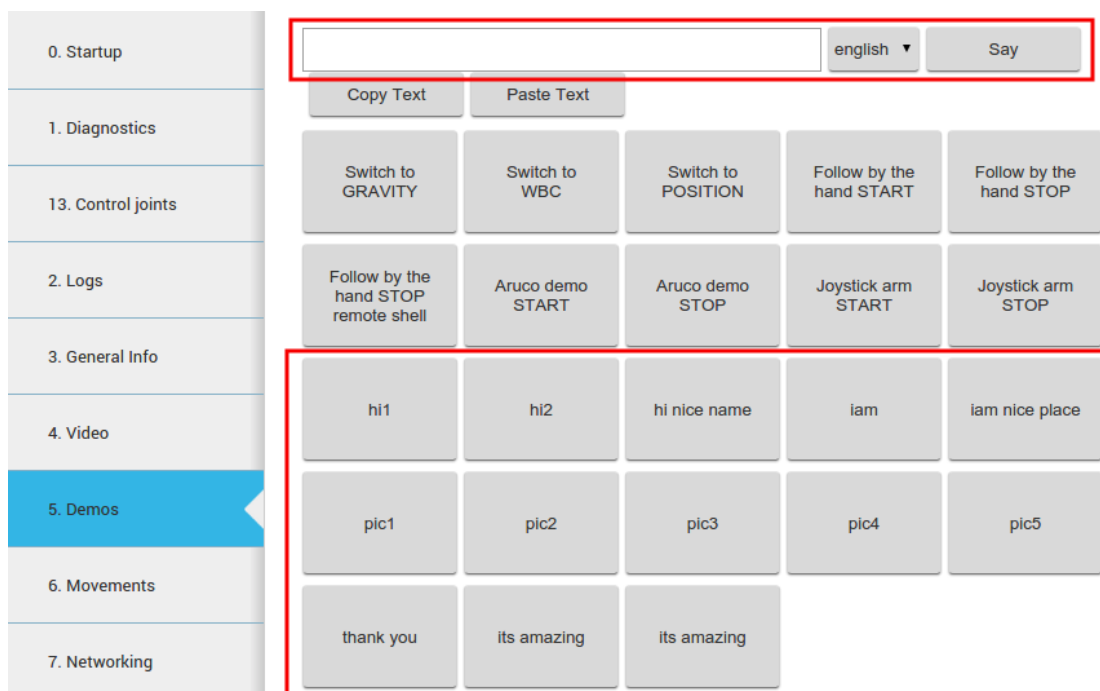 0. Startup
1. Diagnostics
13. Control joints
2. Logs
3. General Info
4. Video
5. Demos
6. Movements
7. Networking
english ▼ Say
Copy Text Paste Text
Switch to Switch to Switch to Follow by the Follow by the
GRAVITY WBC POSITION hand START hand STOP
Follow by the
hand STOP
remote shell
Aruco demo Aruco demo Joystick arm Joystick arm
START STOP START STOP
hi1 hi2 hi nice name iam iam nice place
pic1 pic2 pic3 pic4 pic5
thank you its amazing its amazing